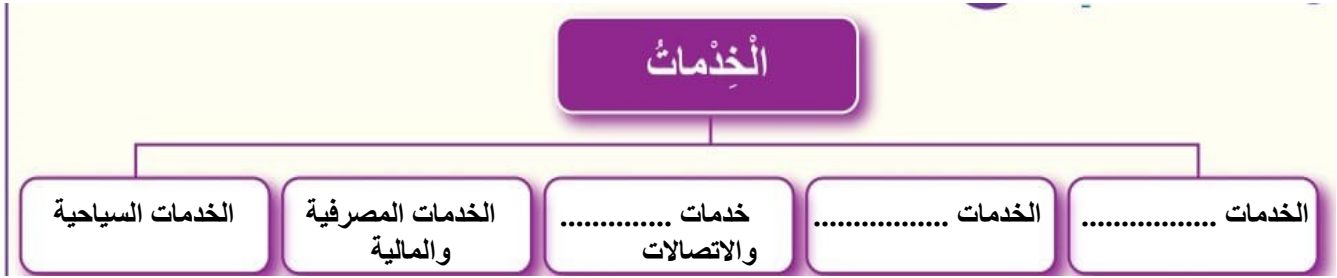 الْخِدْماتُ
الخدمات .................
الخدمات .................
خدمات ..............
والاتصالات
الخدمات المصرفية
والمالية
الخدمات السياحية